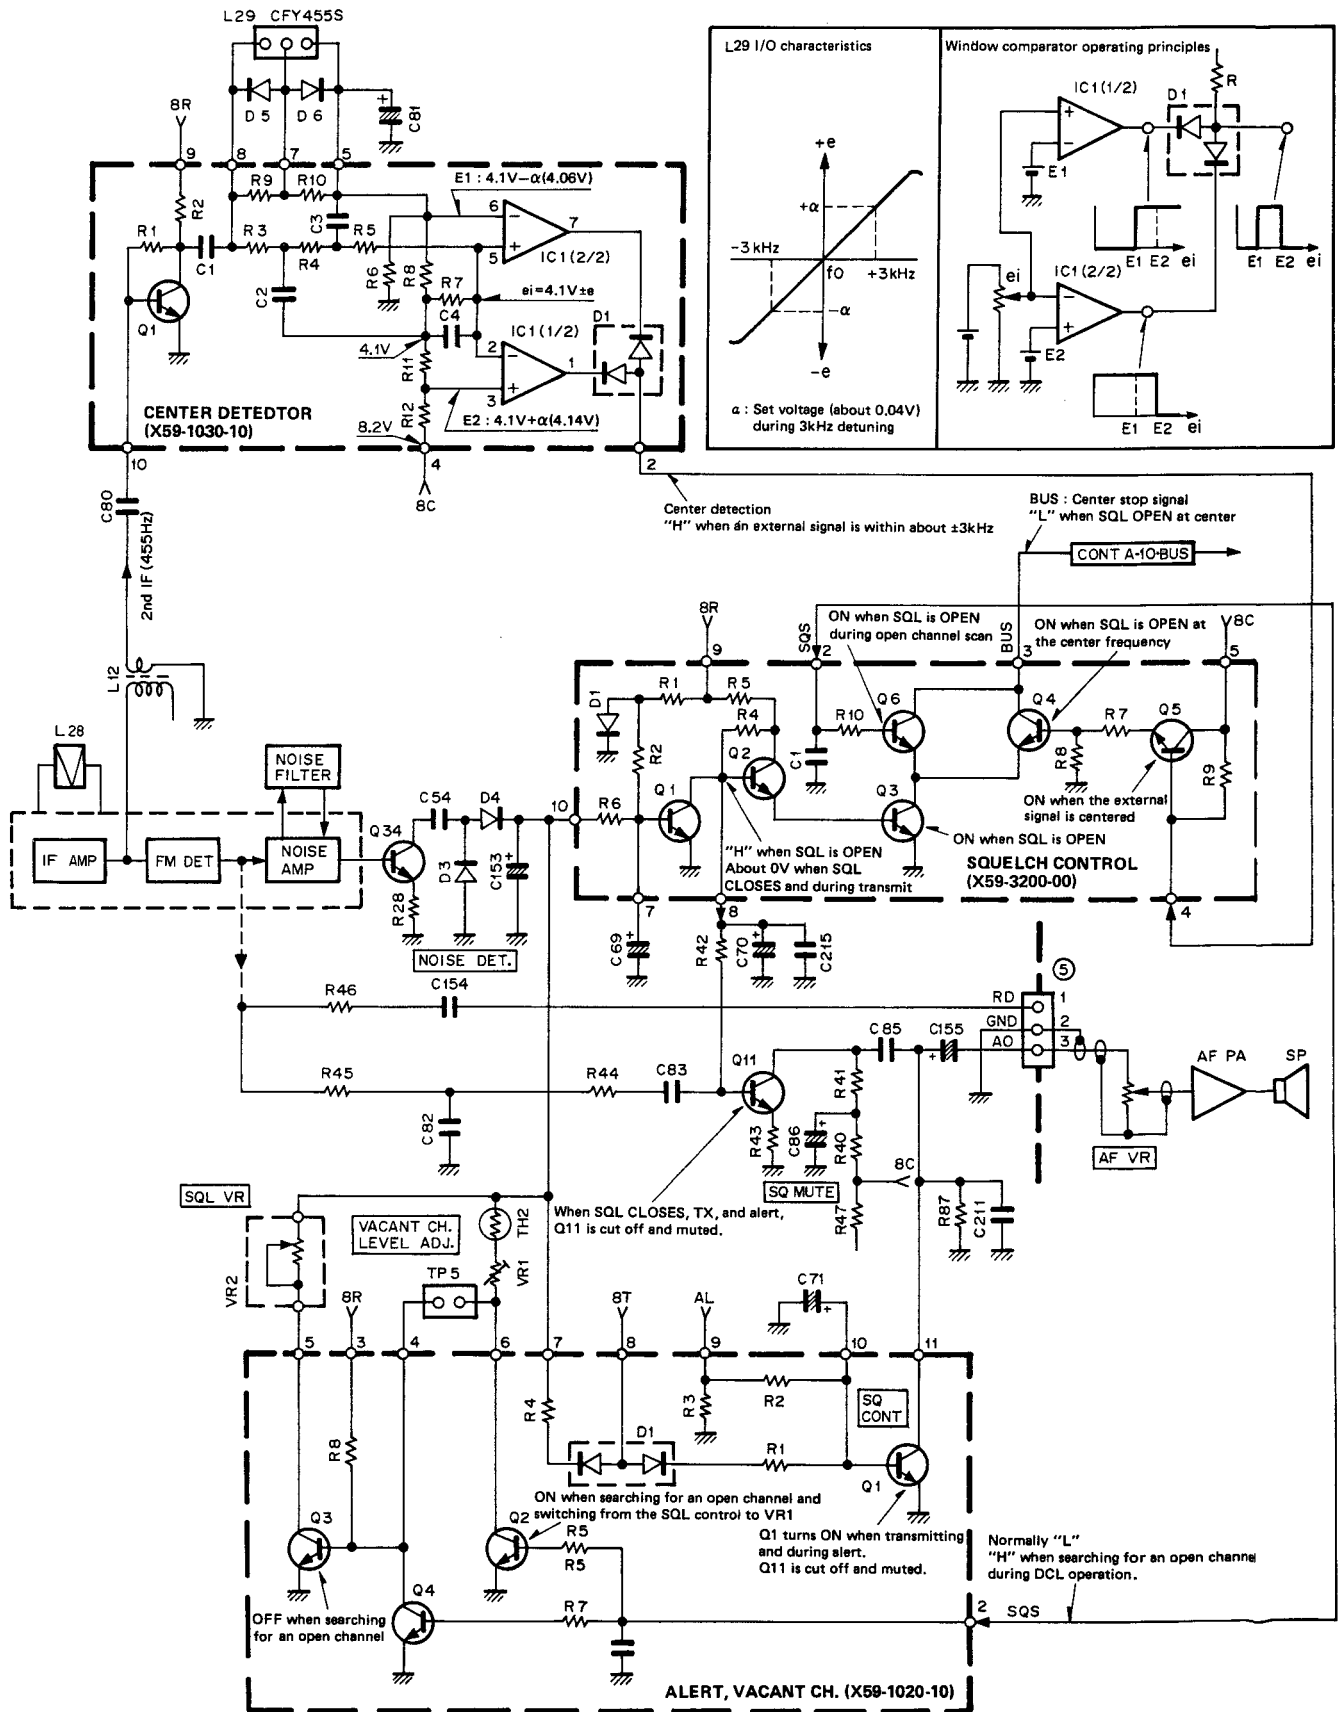 L29 CFY455S
D5
D6
C81
8R
9
8
7
5
R9
R10
E1 : 4.1V−α(4.06V)
R2
R1
C1
R3
C3
R4
R5
6
5
7
IC1 (2/2)
Q1
C2
R6
R8
R7
ei=4.1V±e
C4
IC1 (1/2)
D1
4.1V
R11
2
3
1
R12
8.2V
E2 : 4.1V+α(4.14V)
CENTER DETEDTOR
(X59-1030-10)
10
4
2
8C
L29 I/O characteristics
+e
+α
−3 kHz
fO
+3kHz
−α
−e
α : Set voltage (about 0.04V)
during 3kHz detuning
Window comparator operating principles
IC1 (1/2)
D1
R
E1
E1 E2 ei
E1 E2 ei
ei
IC1 (2/2)
E2
E1 E2 ei
C80
2nd IF (455Hz)
Center detection
"H" when an external signal is within about ±3kHz
BUS : Center stop signal
"L" when SQL OPEN at center
CONT A-10-BUS
L12
L28
NOISE
FILTER
IF AMP
FM DET
NOISE
AMP
Q34
C54
D4
D3
C153
R28
NOISE DET.
8R
9
SQS
2
ON when SQL is OPEN
during open channel scan
BUS
3
ON when SQL is OPEN at
the center frequency
8C
5
D1
R1
R5
R4
R2
Q2
R10
C1
Q6
Q4
R7
Q5
R8
R9
10
R6
Q1
Q3
ON when the external
signal is centered
ON when SQL is OPEN
"H" when SQL is OPEN
About 0V when SQL
CLOSES and during transmit
SQUELCH CONTROL
(X59-3200-00)
7
8
4
C69
R42
C70
C215
5
R46
C154
RD
1
GND
2
AO
3
R45
C82
R44
C83
Q11
R43
C85
C155
R41
C86
R40
AF PA
SP
AF VR
SQ MUTE
8C
R47
R87
C211
When SQL CLOSES, TX, and alert,
Q11 is cut off and muted.
SQL VR
VR2
VACANT CH.
LEVEL ADJ.
TH2
VR1
TP5
8R
8T
AL
C71
5
3
4
6
7
8
9
10
11
R4
R3
R2
SQ
CONT
R8
D1
R1
Q1
ON when searching for an open channel and
switching from the SQL control to VR1
Q3
Q2
R5
R5
Q1 turns ON when transmitting
and during alert.
Q11 is cut off and muted.
Normally "L"
"H" when searching for an open channel
during DCL operation.
OFF when searching
for an open channel
Q4
R7
2
SQS
ALERT, VACANT CH. (X59-1020-10)